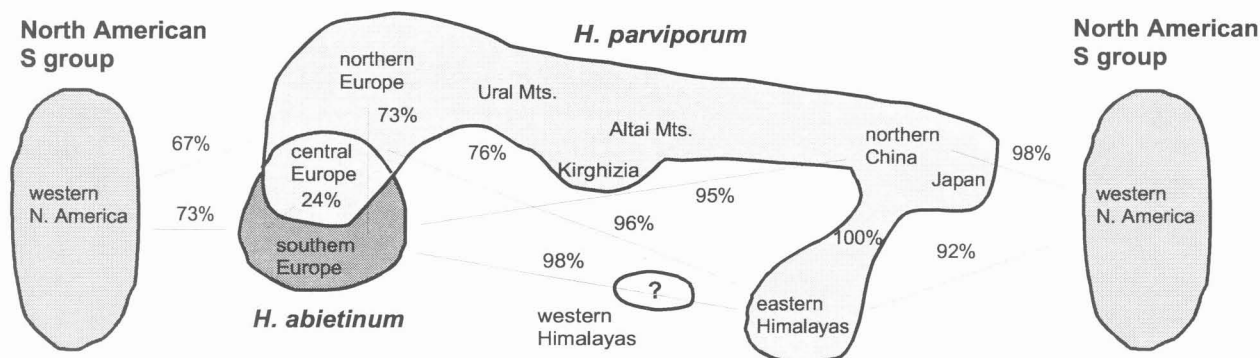 North American
S group
H. parviporum
North American
S group
northern
Europe
Ural Mts.
73%
Altai Mts.
67%
central
Europe
24%
76%
Kirghizia
northern
China
98%
Japan
western
N. America
95%
western
N. America
73%
96%
southern
Europe
100%
92%
98%
?
H. abietinum
western
Himalayas
eastern
Himalayas